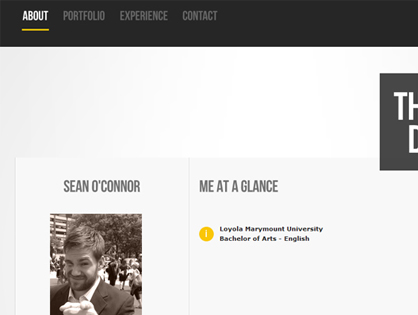 ABOUT PORTFOLIO EXPERIENCE CONTACT
TH
D
SEAN O'CONNOR
ME AT A GLANCE
Loyola Marymount University
Bachelor of Arts - English